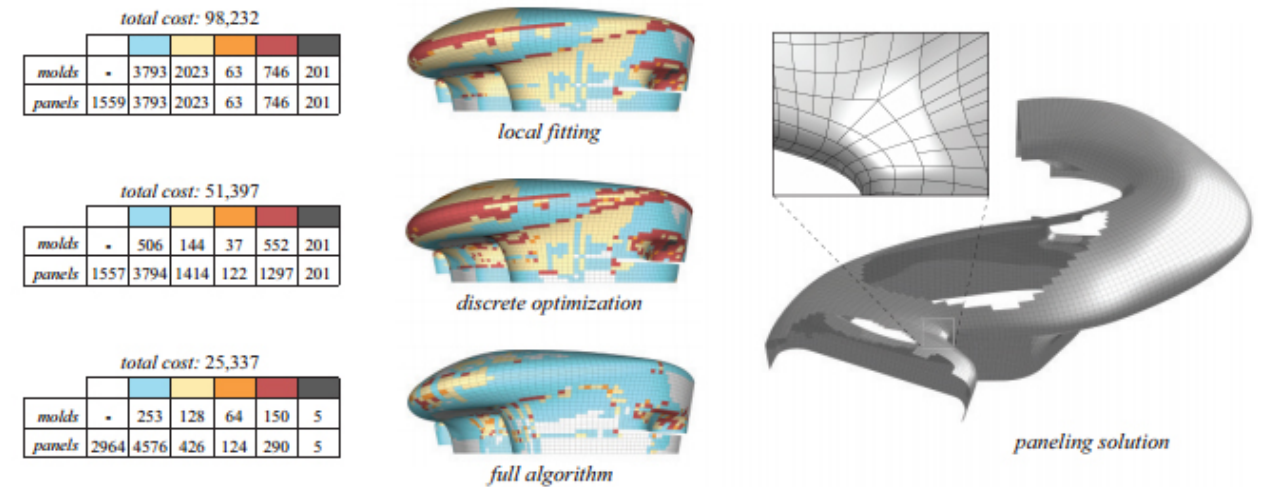 total cost: 98,232
molds - 3793 2023 63 746 201
panels 1559 3793 2023 63 746 201
local fitting
total cost: 51,397
molds - 506 144 37 552 201
panels 1557 3794 1414 122 1297 201
discrete optimization
total cost: 25,337
molds - 253 128 64 150 5
panels 2964 4576 426 124 290 5
full algorithm
paneling solution